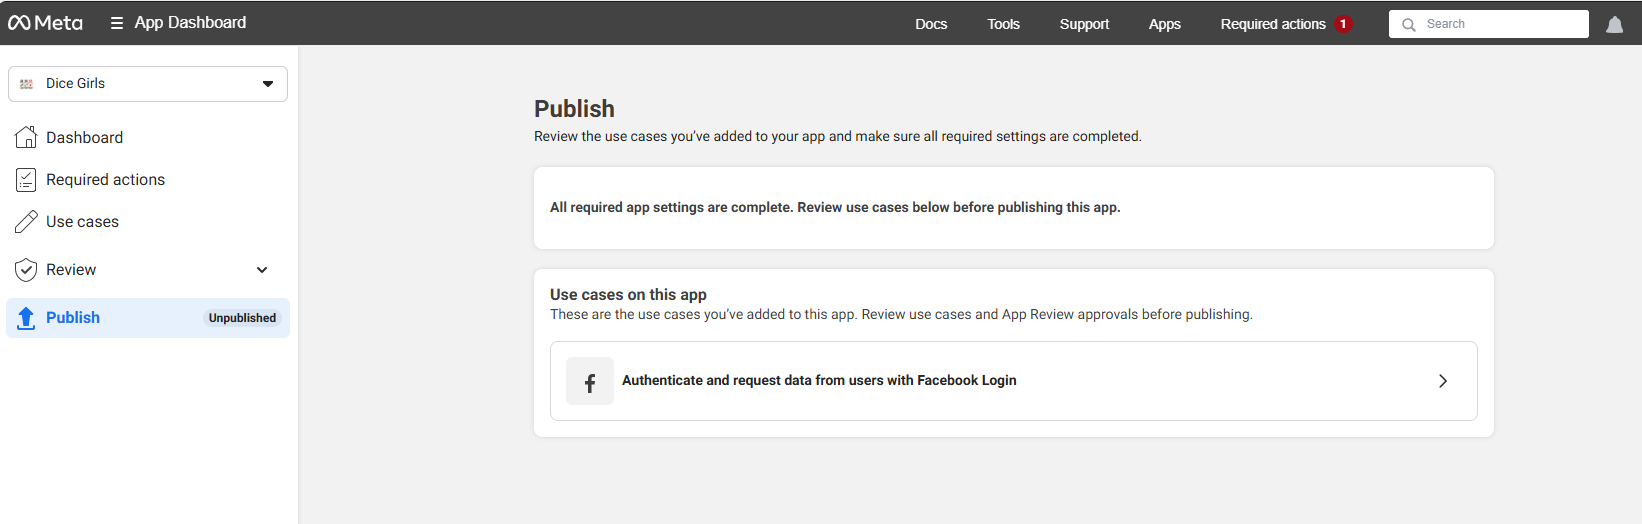 Meta
App Dashboard
Docs
Tools
Support
Apps
Required actions 1
Search
Dice Girls
Dashboard
Required actions
Use cases
Review
Publish
Unpublished
Publish
Review the use cases you’ve added to your app and make sure all required settings are completed.
All required app settings are complete. Review use cases below before publishing this app.
Use cases on this app
These are the use cases you’ve added to this app. Review use cases and App Review approvals before publishing.
Authenticate and request data from users with Facebook Login